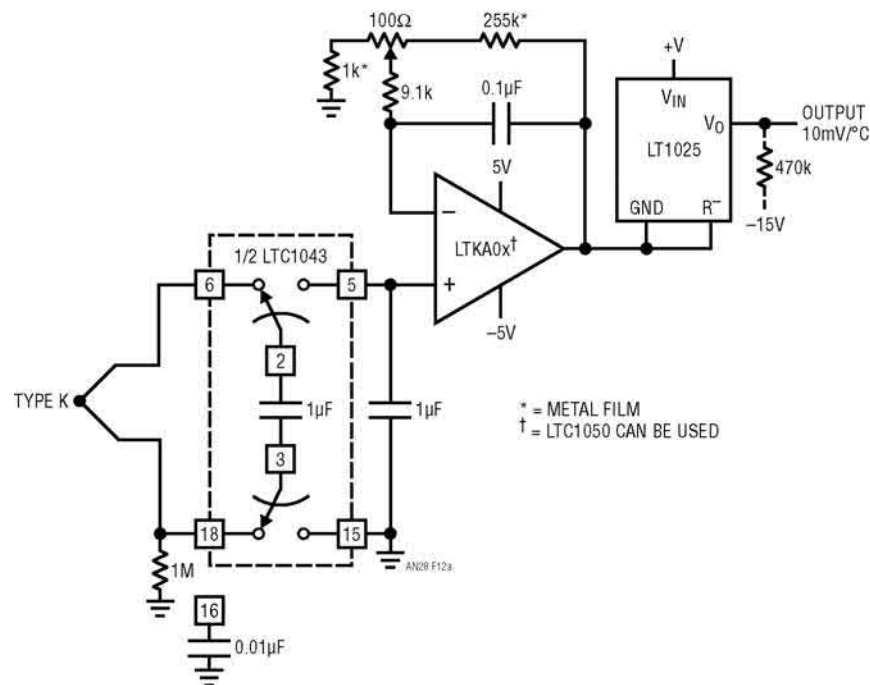 100Ω
255k*
1k*
9.1k
0.1µF
+V
VIN
VO
LT1025
GND
R–
OUTPUT
10mV/°C
470k
–15V
5V
–
LTKA0x†
+
–5V
1/2 LTC1043
6
5
2
TYPE K
1µF
1µF
3
18
15
1M
16
0.01µF
* = METAL FILM
† = LTC1050 CAN BE USED
AN28 F12a